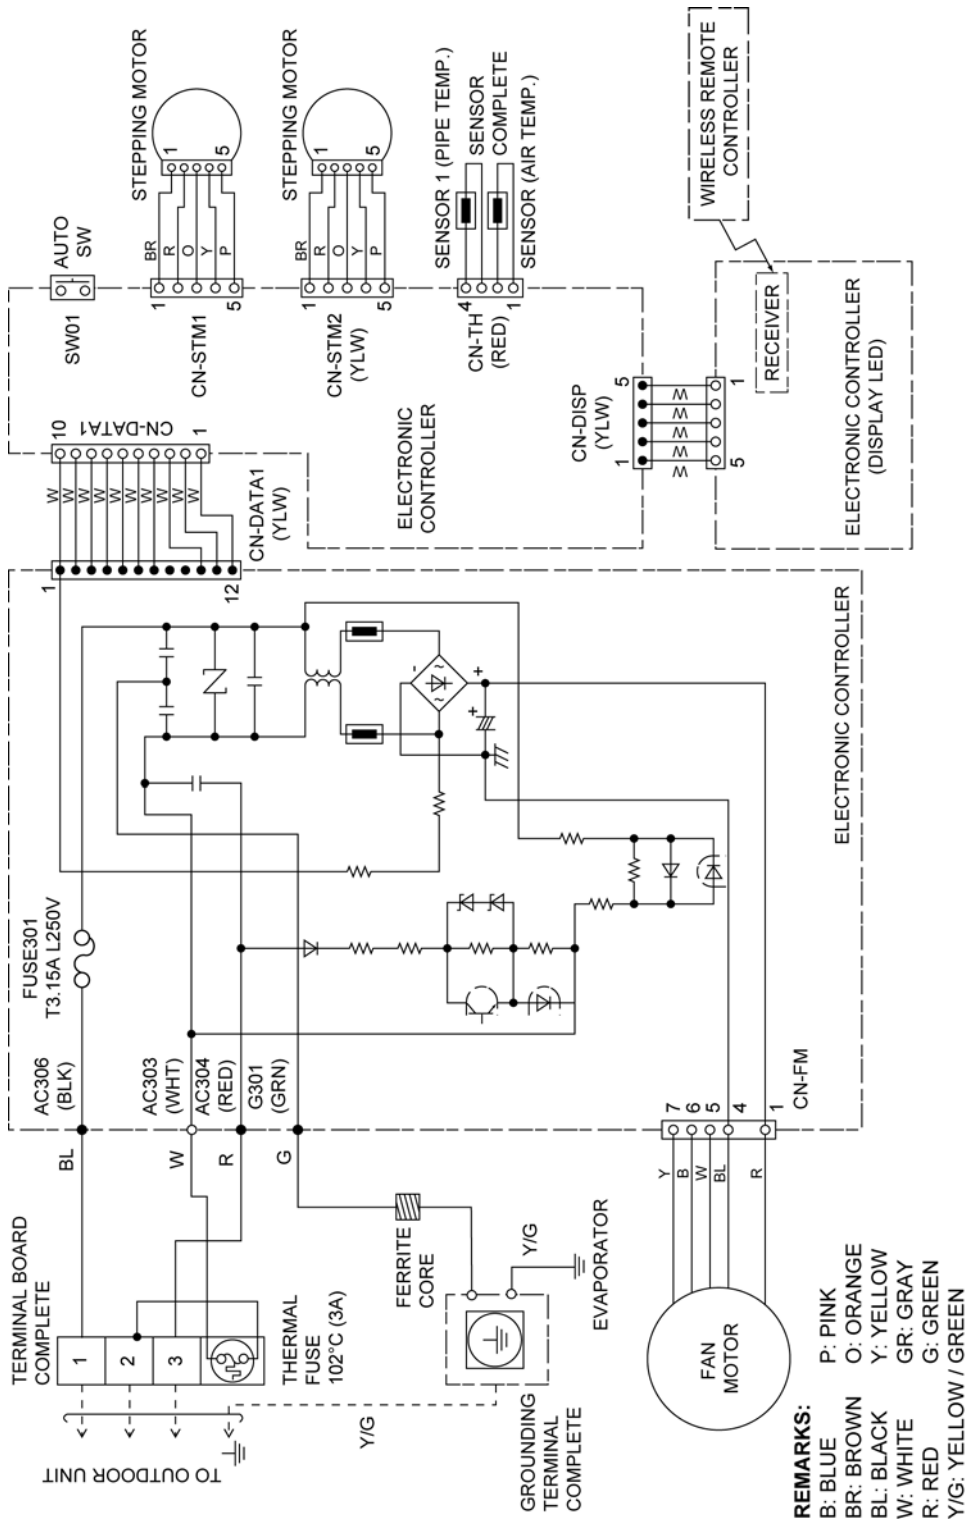 TERMINAL BOARD
COMPLETE
1
2
3
TO OUTDOOR UNIT
THERMAL
FUSE
102°C (3A)
Y/G
GROUNDING
TERMINAL
COMPLETE
FERRITE
CORE
Y/G
EVAPORATOR
BL
W
R
G
AC306
(BLK)
AC303
(WHT)
AC304
(RED)
G301
(GRN)
FUSE301
T3.15A L250V
-
~
~
+
+
ELECTRONIC CONTROLLER
FAN
MOTOR
Y
B
W
BL
R
7
6
5
4
1
CN-FM
1
12
CN-DATA1
(YLW)
W
W
W
W
W
W
W
W
W
W
10
1
CN-DATA1
ELECTRONIC
CONTROLLER
SW01
AUTO
SW
CN-STM1
1
5
BR
R
O
Y
P
1
5
STEPPING MOTOR
CN-STM2
(YLW)
1
5
BR
R
O
Y
P
1
5
STEPPING MOTOR
CN-TH
(RED)
4
1
SENSOR 1 (PIPE TEMP.)
SENSOR
COMPLETE
SENSOR (AIR TEMP.)
CN-DISP
(YLW)
1
5
W
W
W
W
W
5
1
RECEIVER
ELECTRONIC CONTROLLER
(DISPLAY LED)
WIRELESS REMOTE
CONTROLLER
REMARKS:
B: BLUE P: PINK
BR: BROWN O: ORANGE
BL: BLACK Y: YELLOW
W: WHITE GR: GRAY
R: RED G: GREEN
Y/G: YELLOW / GREEN